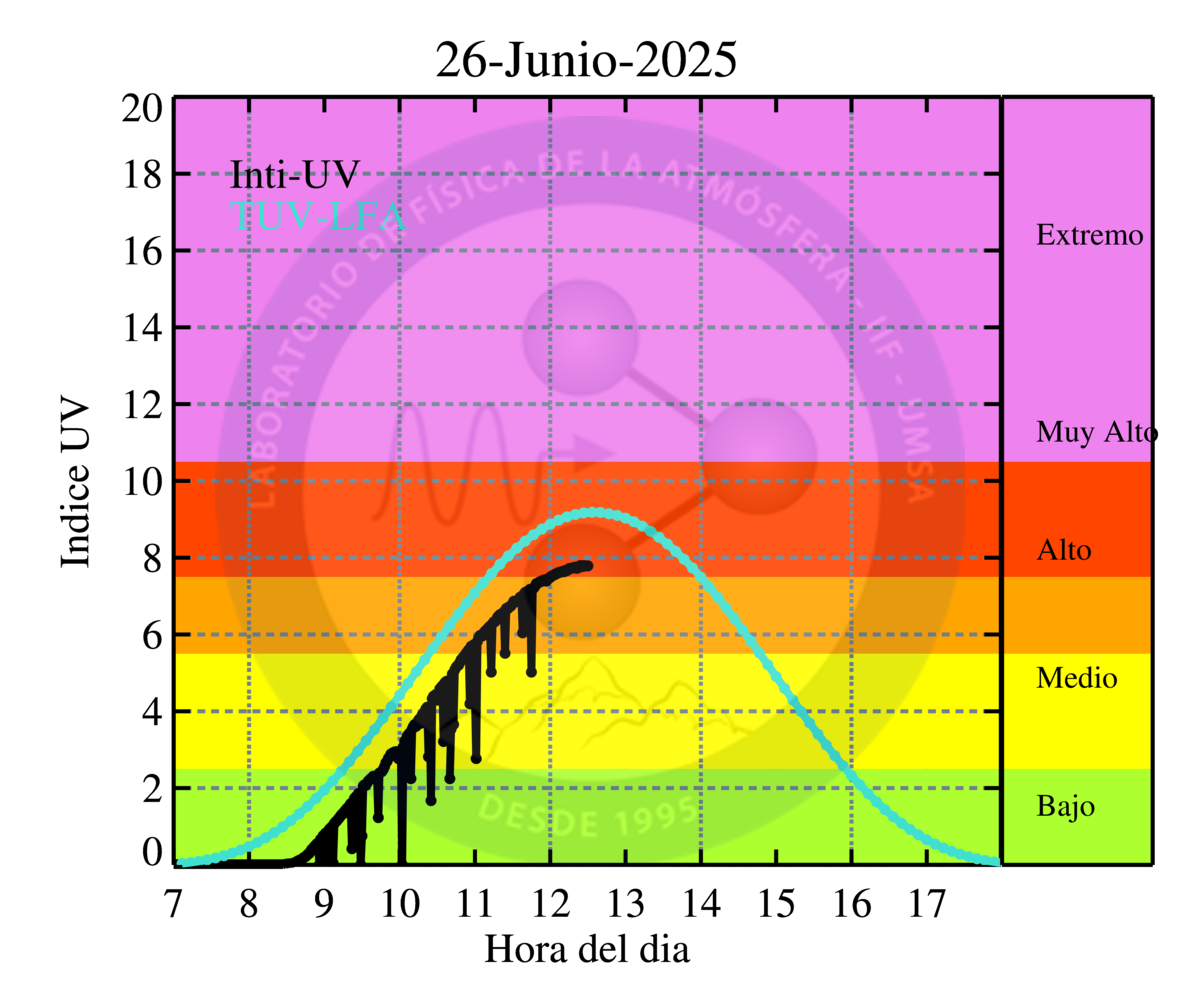 26-Junio-2025
20
18
16
14
12
10
8
6
4
2
0
Indice UV
Inti-UV
TUV-LFA
LABORATORIO DE FÍSICA DE LA ATMÓSFERA - IIF - UMSA
DESDE 1995
Extremo
Muy Alto
Alto
Medio
Bajo
7 8 9 10 11 12 13 14 15 16 17
Hora del dia